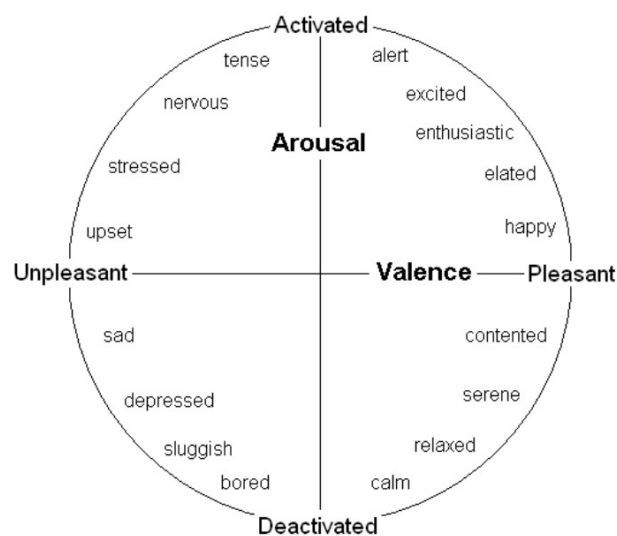 Activated
tense
alert
nervous
excited
enthusiastic
Arousal
stressed
elated
upset
happy
Unpleasant
Valence
Pleasant
sad
contented
depressed
serene
sluggish
relaxed
bored
calm
Deactivated